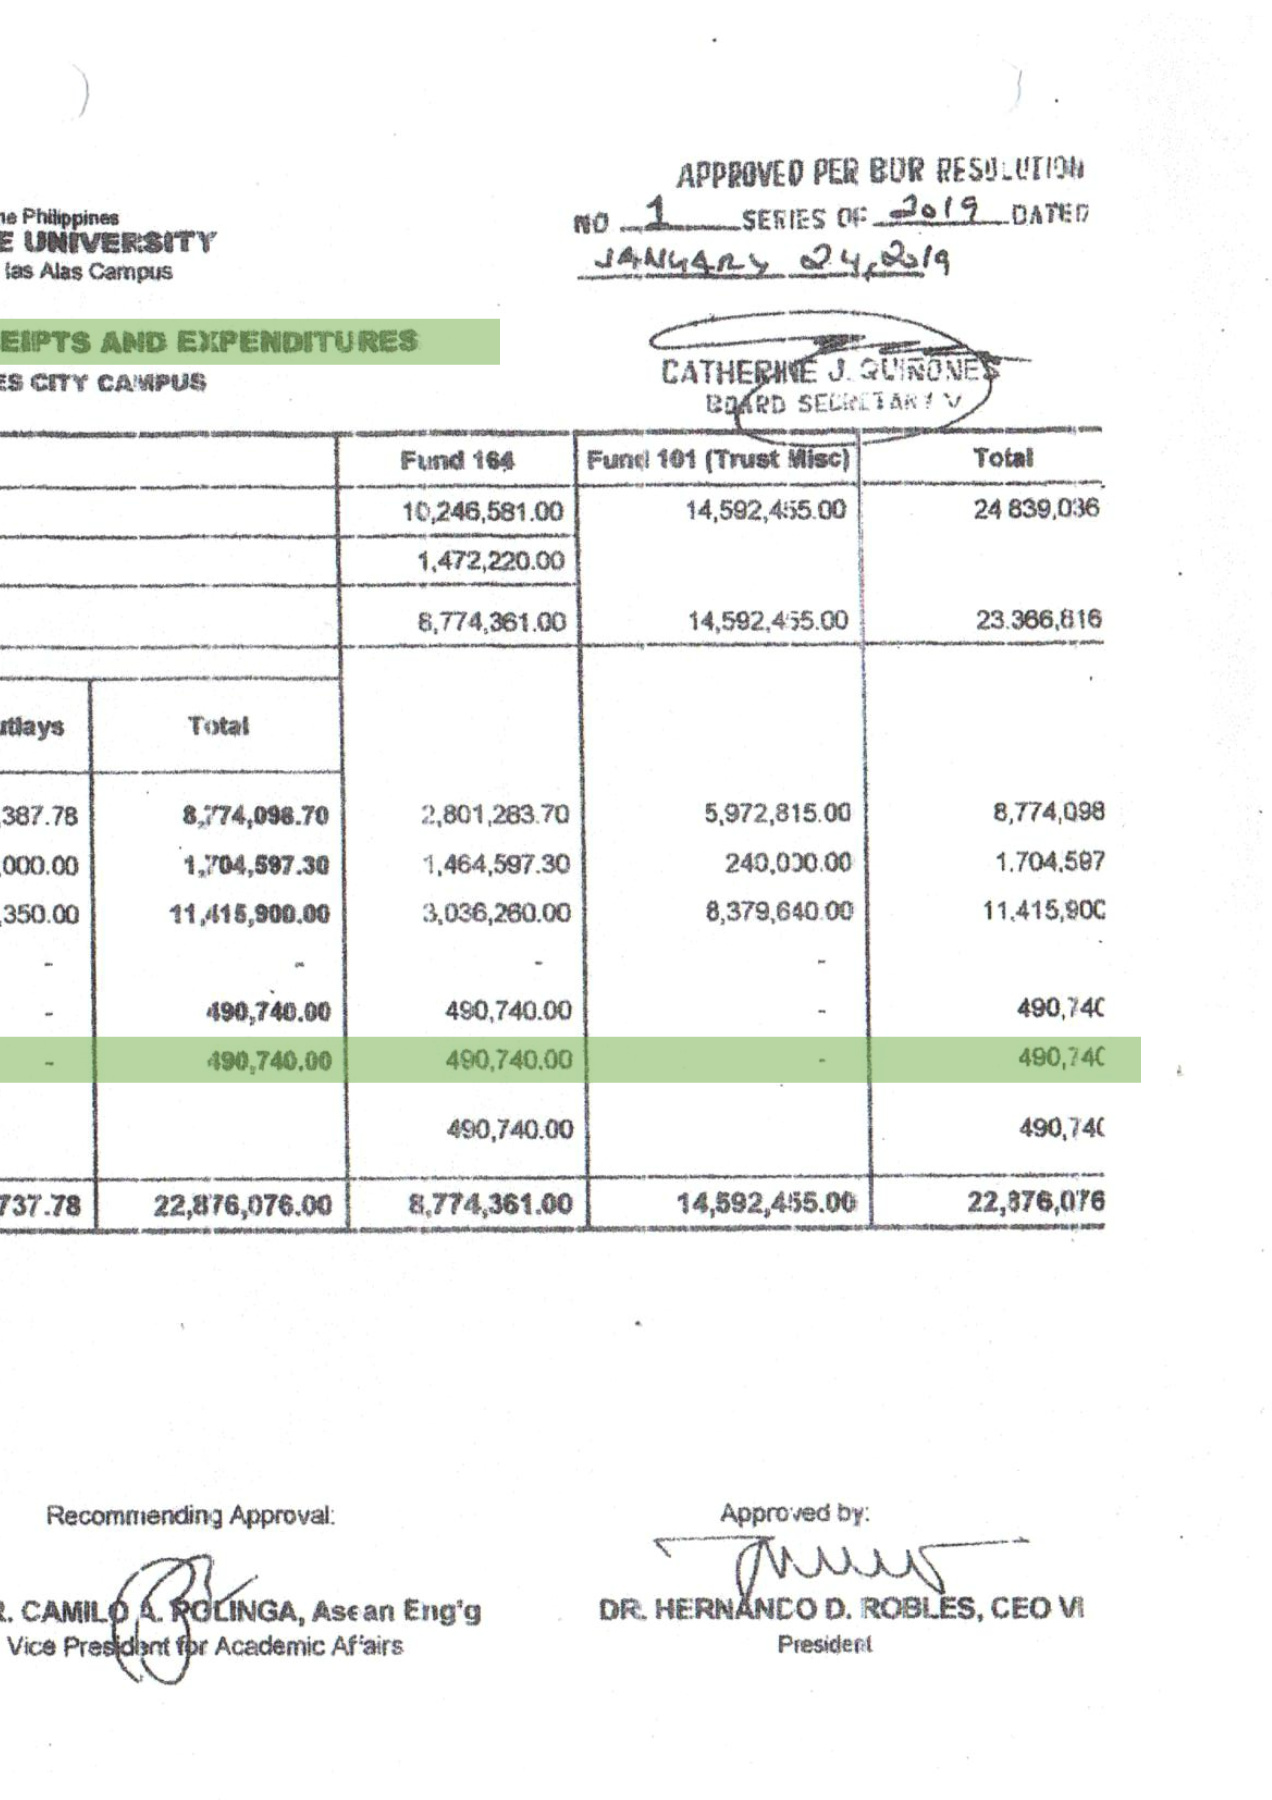 APPROVED PER BOR RESOLUTION
NO 1 SERIES OF 2019 DATED
JANUARY 24, 2019
he Philippines
E UNIVERSITY
las Alas Campus
EIPTS AND EXPENDITURES
ES CITY CAMPUS
CATHERINE J. QUINONES
BOARD SECRETARY V
Fund 164 Fund 101 (Trust Misc) Total
10,246,581.00 14,592,455.00 24 839,036
1,472,220.00
8,774,361.00 14,592,455.00 23.366,816
utlays Total
,387.78 8,774,098.70 2,801,283.70 5,972,815.00 8,774,098
,000.00 1,704,597.30 1,464,597.30 240,000.00 1.704,597
,350.00 11,415,900.00 3,036,260.00 8,379,640.00 11.415,900
- - - -
- 490,740.00 490,740.00 - 490,740
- 490,740.00 490,740.00 - 490,740
490,740.00 490,740
737.78 22,876,076.00 8,774,361.00 14,592,455.00 22,876,076
Recommending Approval: Approved by:
R. CAMILO A. ROLINGA, Asean Eng'g DR. HERNANDO D. ROBLES, CEO VI
Vice President for Academic Affairs President